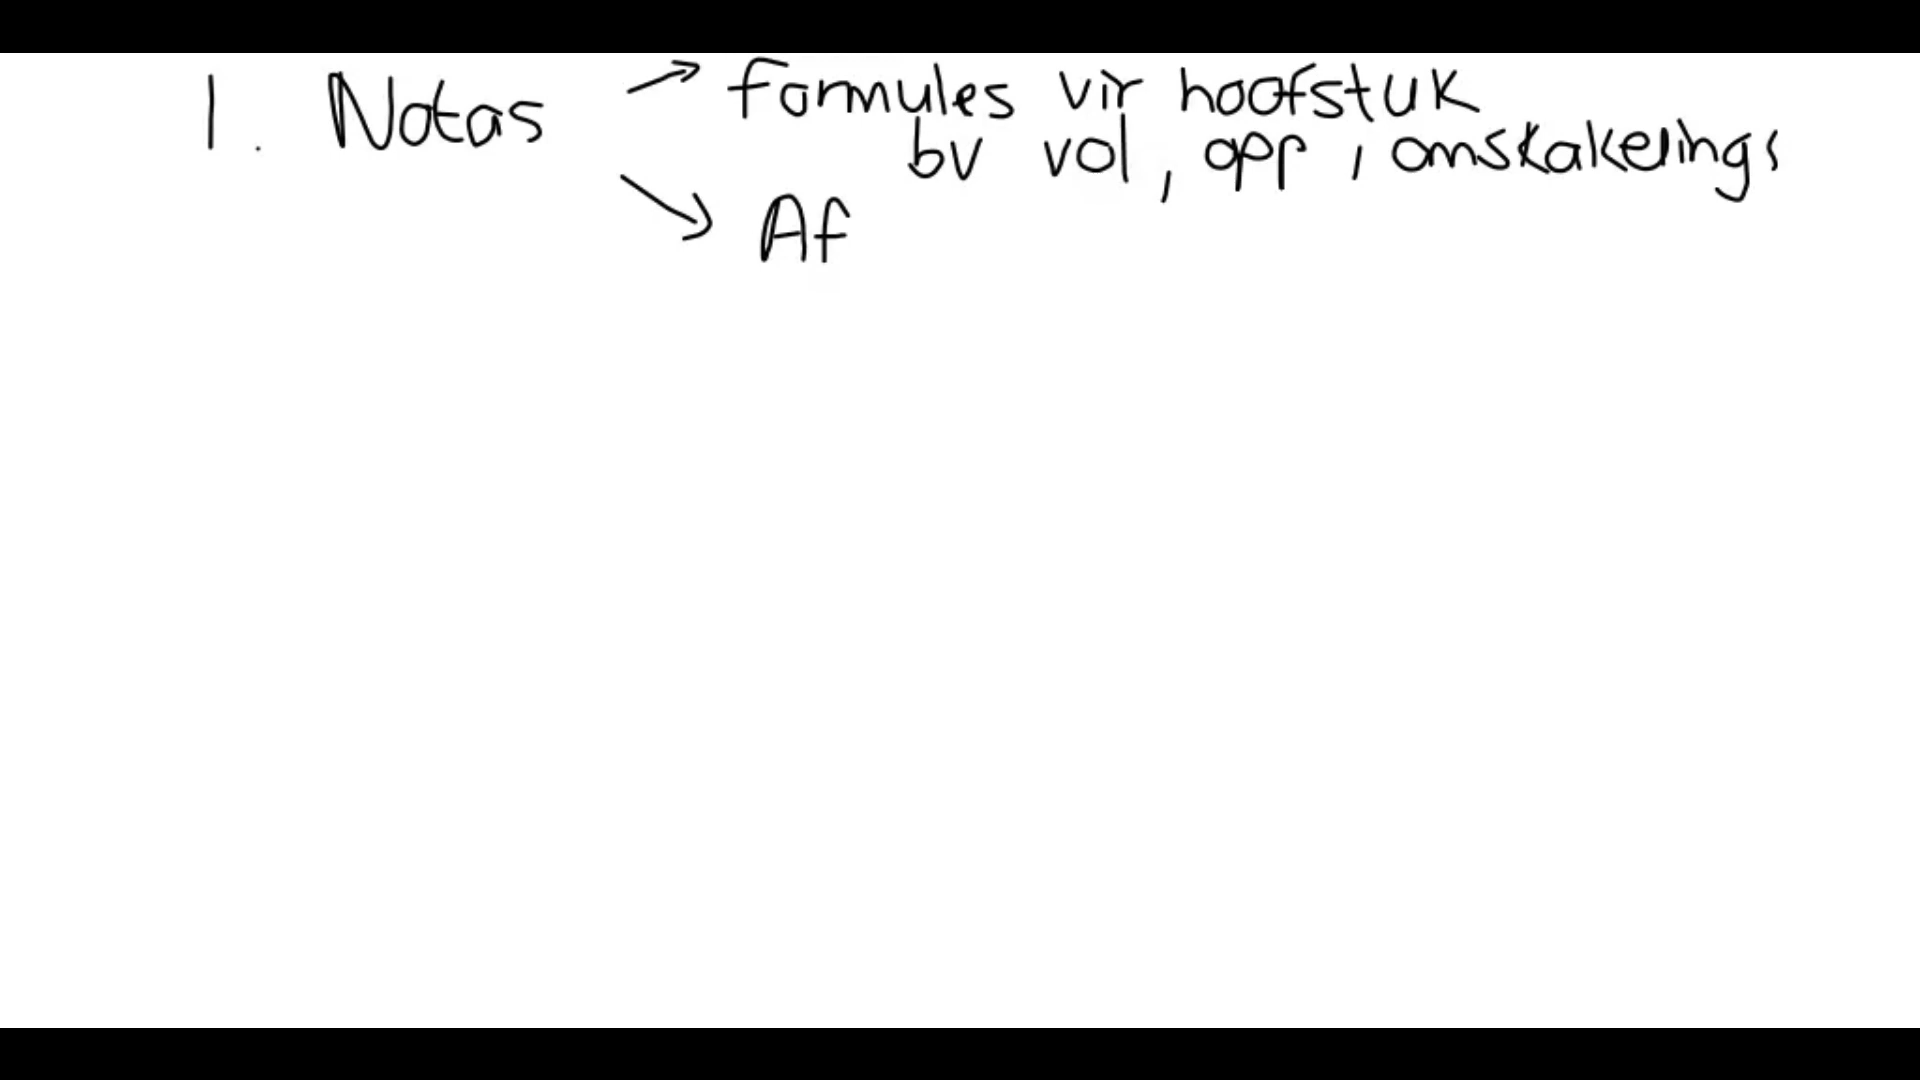 1. Notas → formules vir hoofstuk
bv vol, opp, omskakelings
↘ Af